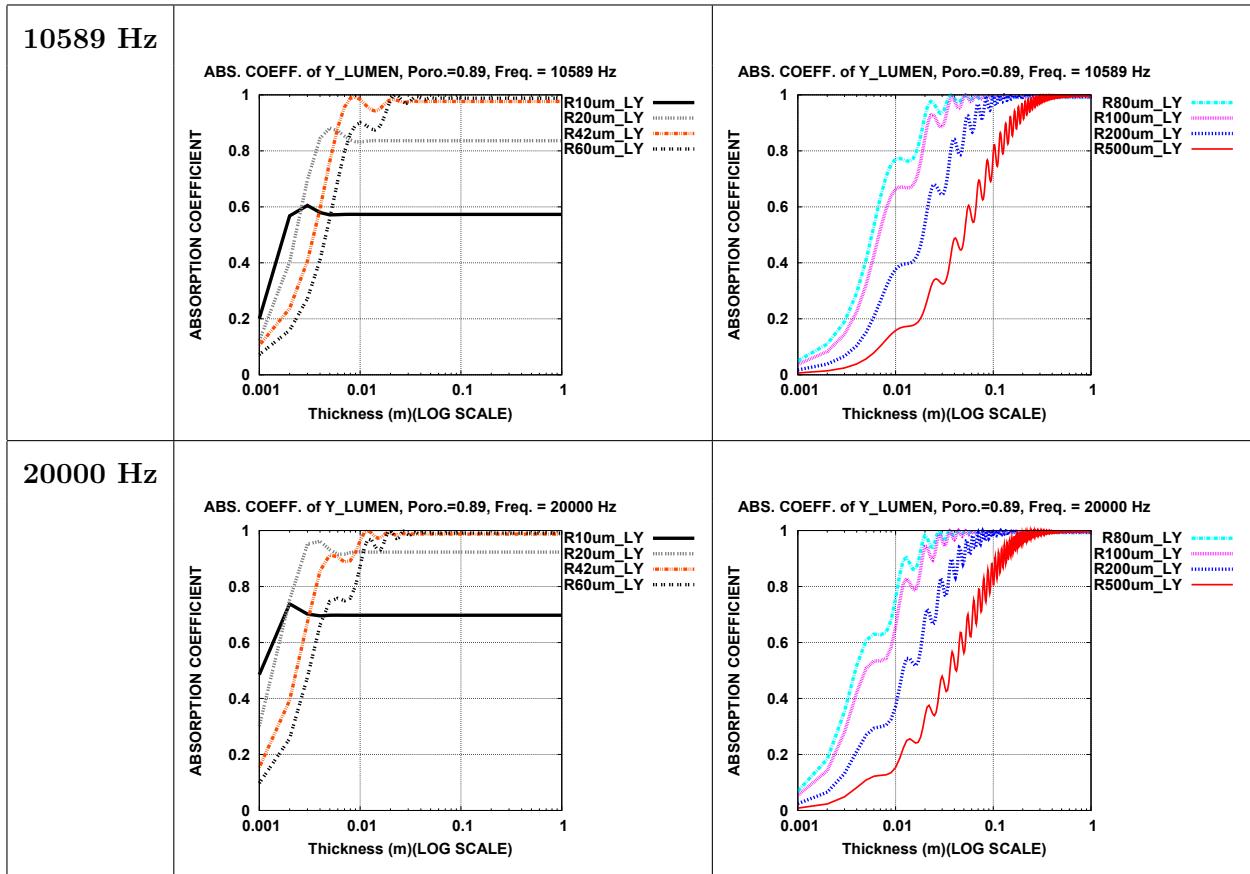 10589 Hz
ABS. COEFF. of Y_LUMEN, Poro.=0.89, Freq. = 10589 Hz
ABSORPTION COEFFICIENT
1
0.8
0.6
0.4
0.2
0
0.001
0.01
0.1
1
Thickness (m)(LOG SCALE)
R10um_LY
R20um_LY
R42um_LY
R60um_LY
ABS. COEFF. of Y_LUMEN, Poro.=0.89, Freq. = 10589 Hz
ABSORPTION COEFFICIENT
1
0.8
0.6
0.4
0.2
0
0.001
0.01
0.1
1
Thickness (m)(LOG SCALE)
R80um_LY
R100um_LY
R200um_LY
R500um_LY
20000 Hz
ABS. COEFF. of Y_LUMEN, Poro.=0.89, Freq. = 20000 Hz
ABSORPTION COEFFICIENT
1
0.8
0.6
0.4
0.2
0
0.001
0.01
0.1
1
Thickness (m)(LOG SCALE)
R10um_LY
R20um_LY
R42um_LY
R60um_LY
ABS. COEFF. of Y_LUMEN, Poro.=0.89, Freq. = 20000 Hz
ABSORPTION COEFFICIENT
1
0.8
0.6
0.4
0.2
0
0.001
0.01
0.1
1
Thickness (m)(LOG SCALE)
R80um_LY
R100um_LY
R200um_LY
R500um_LY